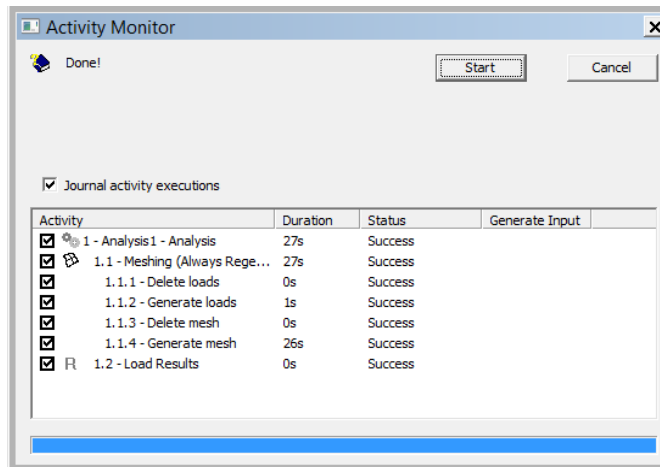 Activity Monitor
Done!
Start
Cancel
Journal activity executions
Activity Duration Status Generate Input
1 - Analysis1 - Analysis 27s Success
1.1 - Meshing (Always Rege... 27s Success
1.1.1 - Delete loads 0s Success
1.1.2 - Generate loads 1s Success
1.1.3 - Delete mesh 0s Success
1.1.4 - Generate mesh 26s Success
R 1.2 - Load Results 0s Success